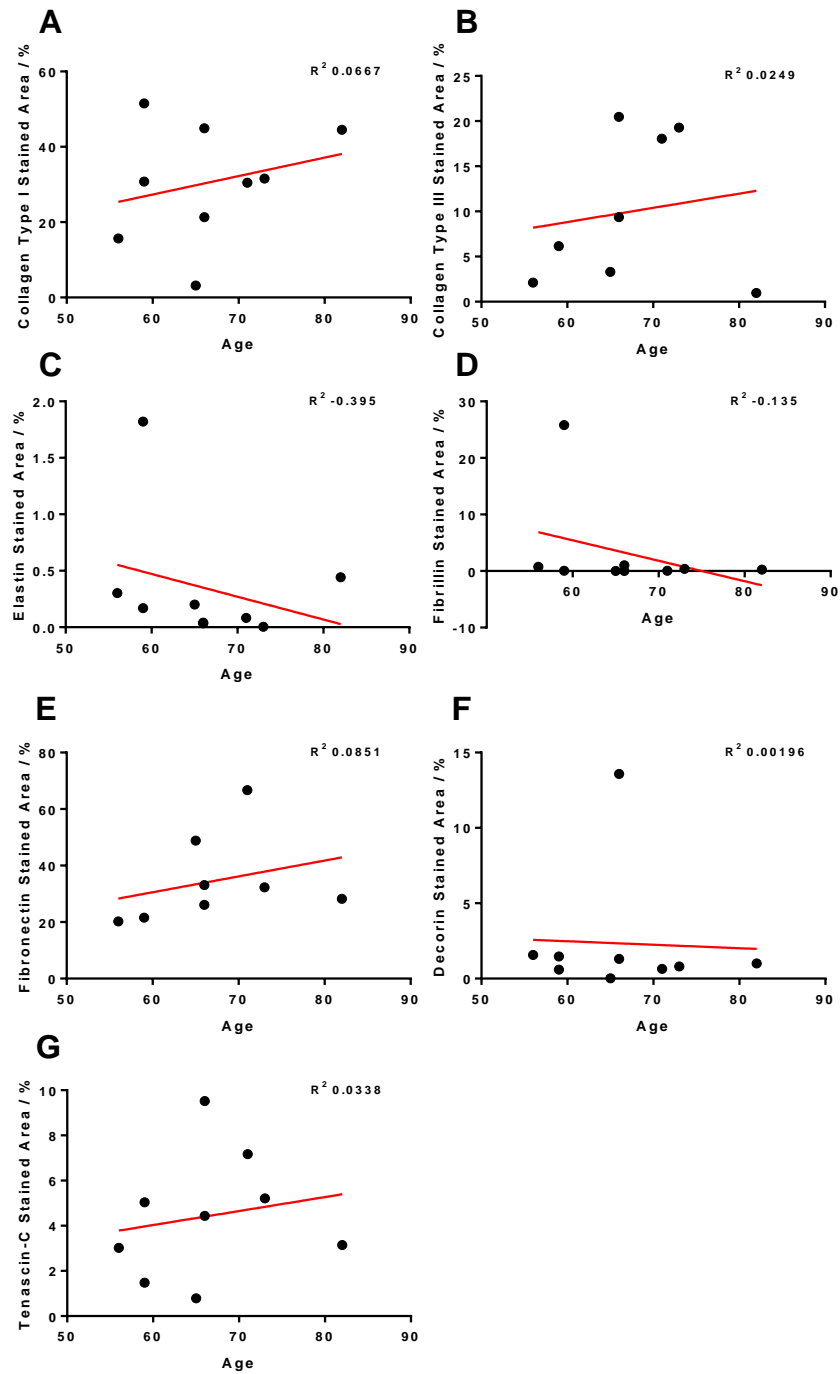 A
B
R² 0.0667
R² 0.0249
Collagen Type I Stained Area / %
60
40
20
0
50 60 70 80 90
Age
Collagen Type III Stained Area / %
25
20
15
10
5
0
50 60 70 80 90
Age
C
D
R² -0.395
R² -0.135
Elastin Stained Area / %
2.0
1.5
1.0
0.5
0.0
50 60 70 80 90
Age
Fibrillin Stained Area / %
30
20
10
0
-10
60 70 80 90
Age
E
F
R² 0.0851
R² 0.00196
Fibronectin Stained Area / %
80
60
40
20
0
50 60 70 80 90
Age
Decorin Stained Area / %
15
10
5
0
50 60 70 80 90
Age
G
R² 0.0338
Tenascin-C Stained Area / %
10
8
6
4
2
0
50 60 70 80 90
Age